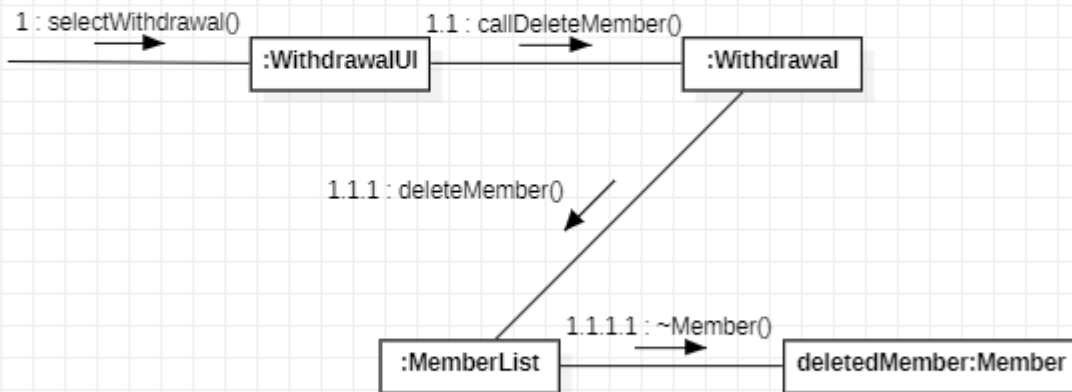 1 : selectWithdrawal()
1.1 : callDeleteMember()
:WithdrawalUI
:Withdrawal
1.1.1 : deleteMember()
1.1.1.1 : ~Member()
:MemberList
deletedMember:Member